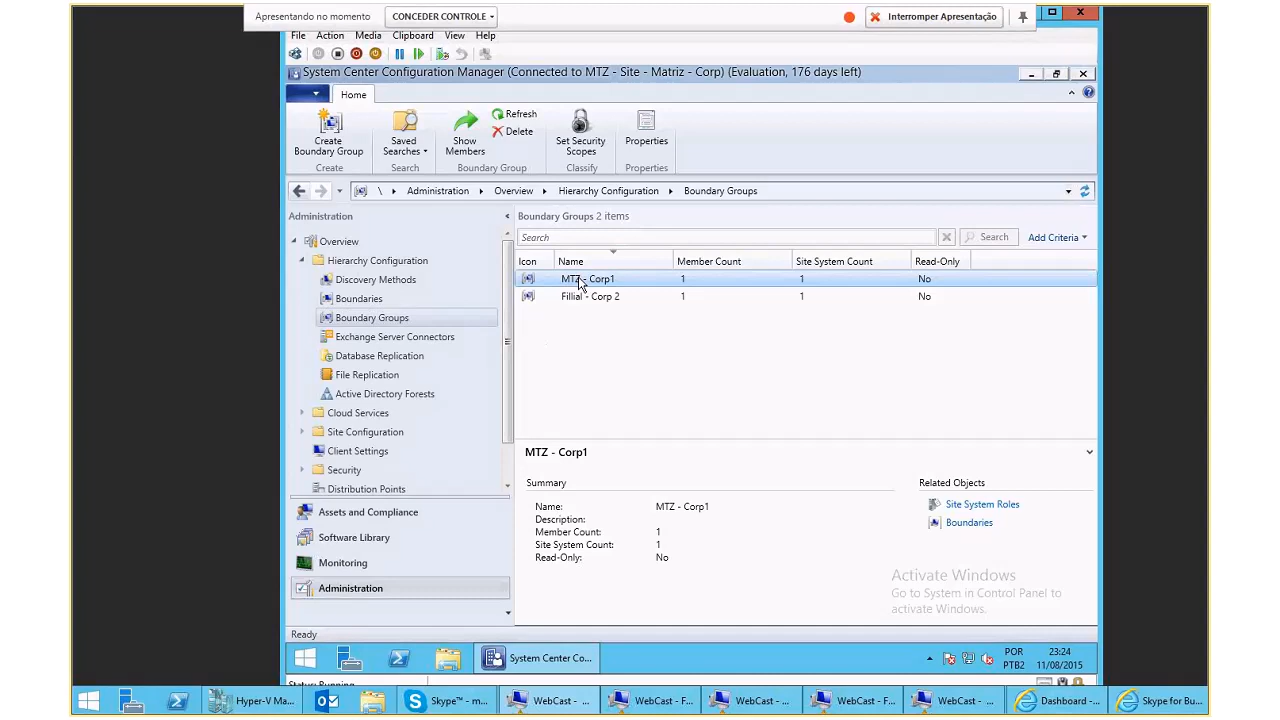 Apresentando no momento
CONCEDER CONTROLE
Interromper Apresentação
File Action Media Clipboard View Help
System Center Configuration Manager (Connected to MTZ - Site - Matriz - Corp) (Evaluation, 176 days left)
Home
Create Boundary Group
Saved Searches
Show Members
Refresh
Delete
Set Security Scopes
Properties
Create
Search
Boundary Group
Classify
Properties
\ Administration Overview Hierarchy Configuration Boundary Groups
Administration
Overview
Hierarchy Configuration
Discovery Methods
Boundaries
Boundary Groups
Exchange Server Connectors
Database Replication
File Replication
Active Directory Forests
Cloud Services
Site Configuration
Client Settings
Security
Distribution Points
Assets and Compliance
Software Library
Monitoring
Administration
Boundary Groups 2 items
Search
Search
Add Criteria
Icon Name Member Count Site System Count Read-Only
MTZ - Corp1 1 1 No
Fillial - Corp 2 1 1 No
MTZ - Corp1
Summary
Name: MTZ - Corp1
Description:
Member Count: 1
Site System Count: 1
Read-Only: No
Related Objects
Site System Roles
Boundaries
Activate Windows
Go to System in Control Panel to
activate Windows.
Ready
System Center Co...
POR
PTB2
23:24
11/08/2015
Status: Running
Hyper-V Ma...
Skype™ - m...
WebCast - ...
WebCast - F...
WebCast - ...
WebCast - F...
WebCast - ...
Dashboard -...
Skype for Bu...